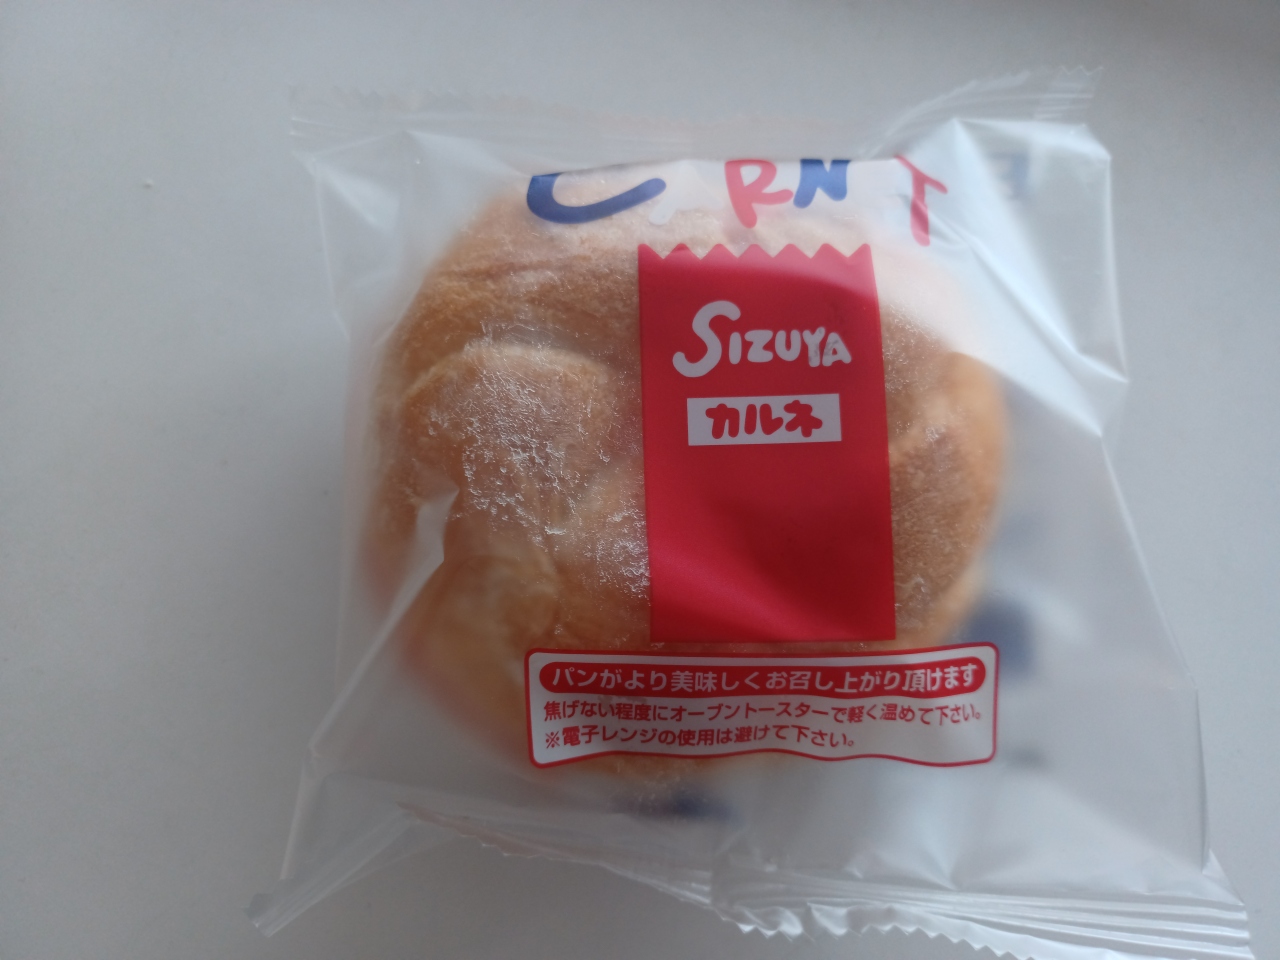 CARNT
SIZUYA
カルネ
パンがより美味しくお召し上がり頂けます
焦げない程度にオーブントースターで軽く温めて下さい。
※電子レンジの使用は避けて下さい。